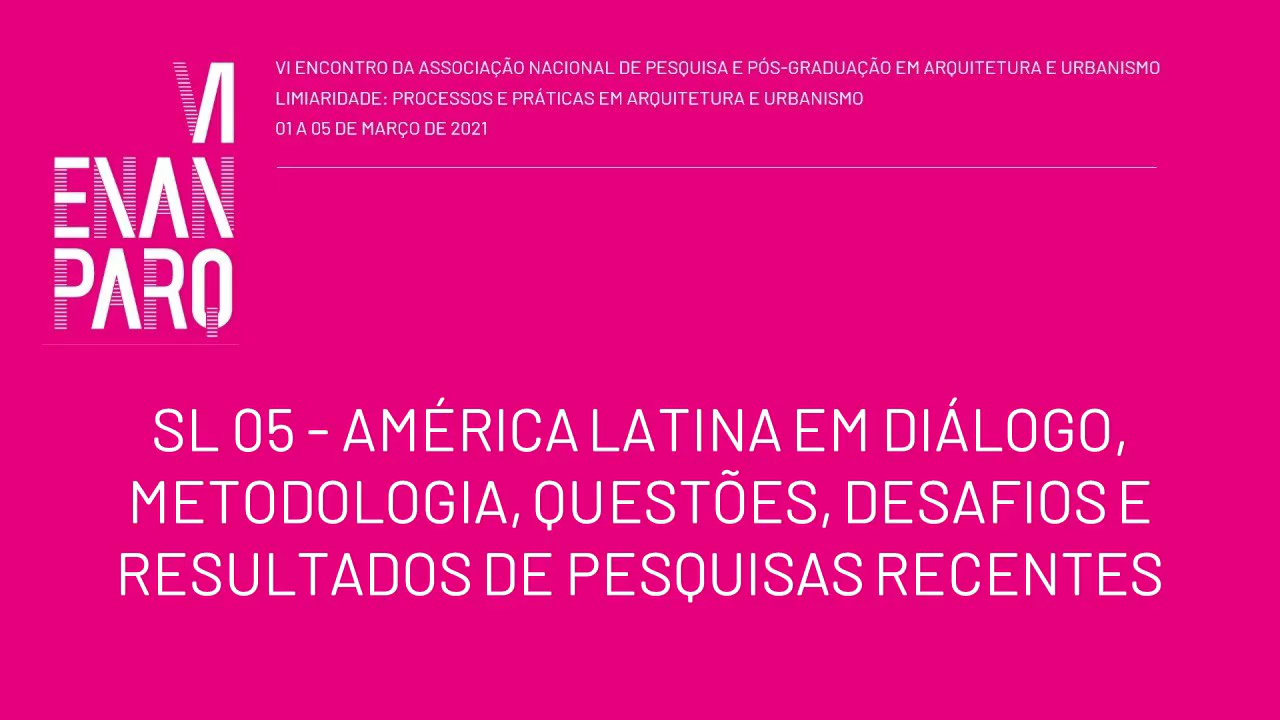 VI
ENAN
PARQ
VI ENCONTRO DA ASSOCIAÇÃO NACIONAL DE PESQUISA E PÓS-GRADUAÇÃO EM ARQUITETURA E URBANISMO
LIMIARIDADE: PROCESSOS E PRÁTICAS EM ARQUITETURA E URBANISMO
01 A 05 DE MARÇO DE 2021
SL 05 - AMÉRICA LATINA EM DIÁLOGO,
METODOLOGIA, QUESTÕES, DESAFIOS E
RESULTADOS DE PESQUISAS RECENTES